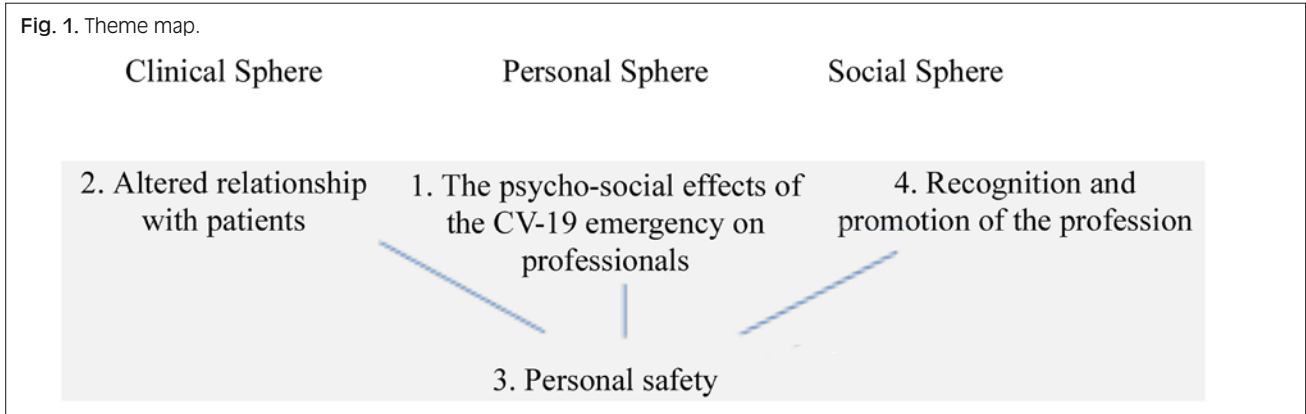 Fig. 1. Theme map.
Clinical Sphere Personal Sphere Social Sphere
2. Altered relationship
with patients
1. The psycho-social effects of
the CV-19 emergency on
professionals
4. Recognition and
promotion of the profession
3. Personal safety